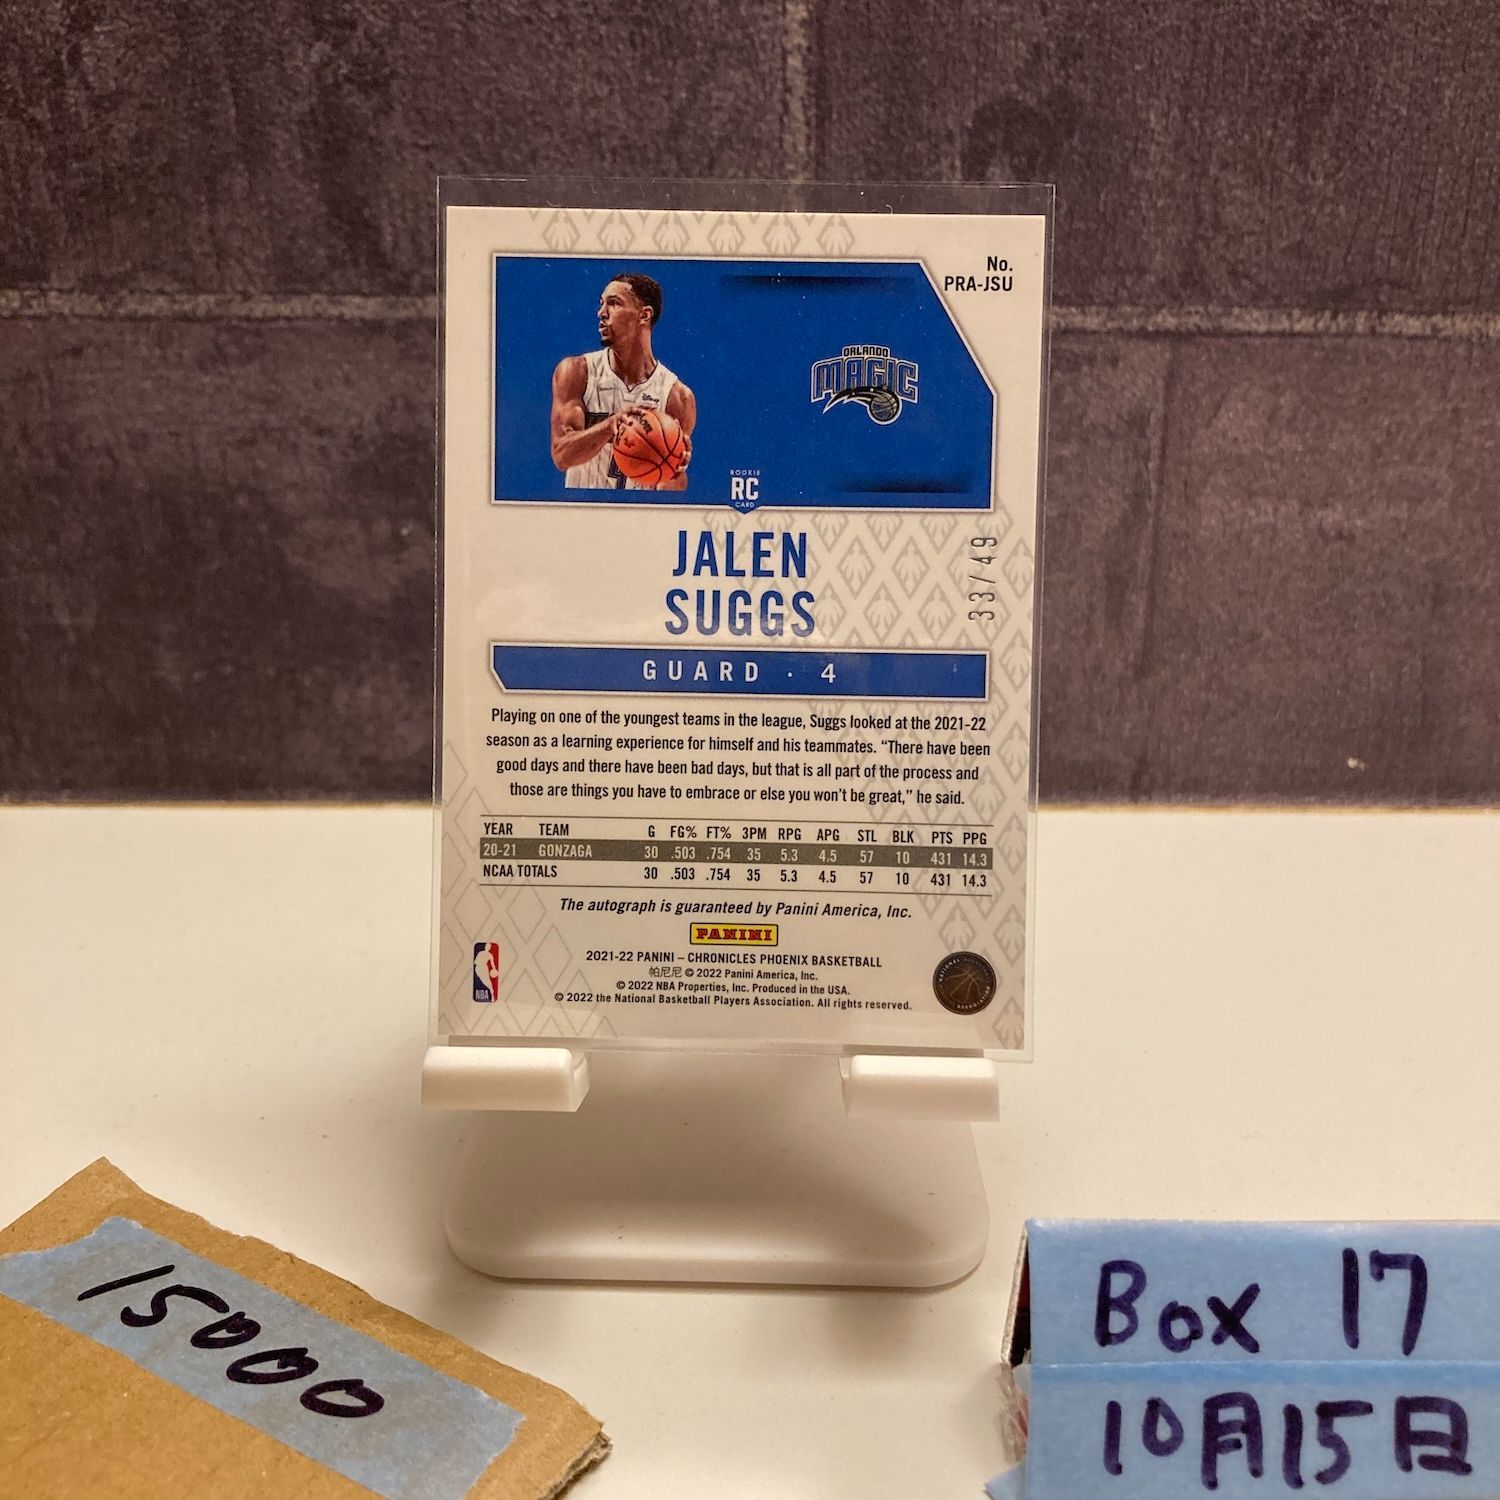 No.
PRA-JSU
ORLANDO
MAGIC
ROOKIE
RC
CARD
JALEN
SUGGS
33/49
GUARD · 4
Playing on one of the youngest teams in the league, Suggs looked at the 2021-22
season as a learning experience for himself and his teammates. “There have been
good days and there have been bad days, but that is all part of the process and
those are things you have to embrace or else you won't be great,” he said.
YEAR TEAM G FG% FT% 3PM RPG APG STL BLK PTS PPG
20-21 GONZAGA 30 .503 .754 35 5.3 4.5 57 10 431 14.3
NCAA TOTALS 30 .503 .754 35 5.3 4.5 57 10 431 14.3
The autograph is guaranteed by Panini America, Inc.
PANINI
2021-22 PANINI – CHRONICLES PHOENIX BASKETBALL
帕尼尼 © 2022 Panini America, Inc.
© 2022 NBA Properties, Inc. Produced in the USA.
© 2022 the National Basketball Players Association. All rights reserved.
NBA
15000
Box 17
10月15日